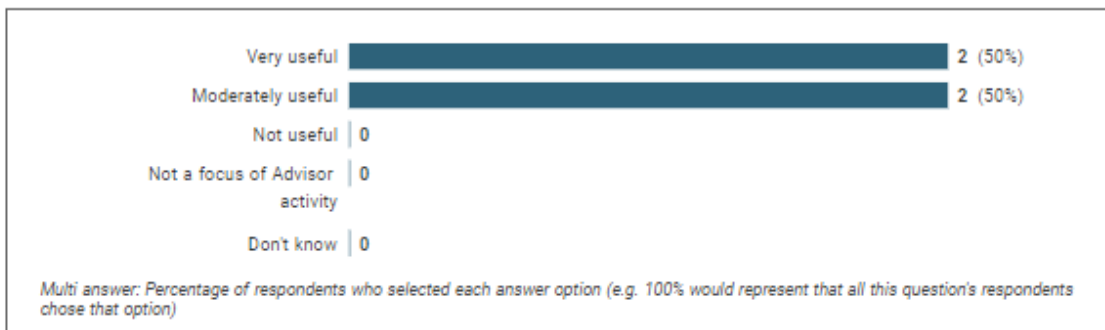 Very useful 2 (50%)
Moderately useful 2 (50%)
Not useful 0
Not a focus of Advisor 0
activity
Don't know 0
Multi answer: Percentage of respondents who selected each answer option (e.g. 100% would represent that all this question's respondents
chose that option)